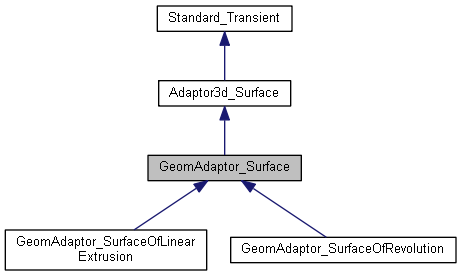 Standard_Transient
Adaptor3d_Surface
GeomAdaptor_Surface
GeomAdaptor_SurfaceOfLinear
Extrusion
GeomAdaptor_SurfaceOfRevolution